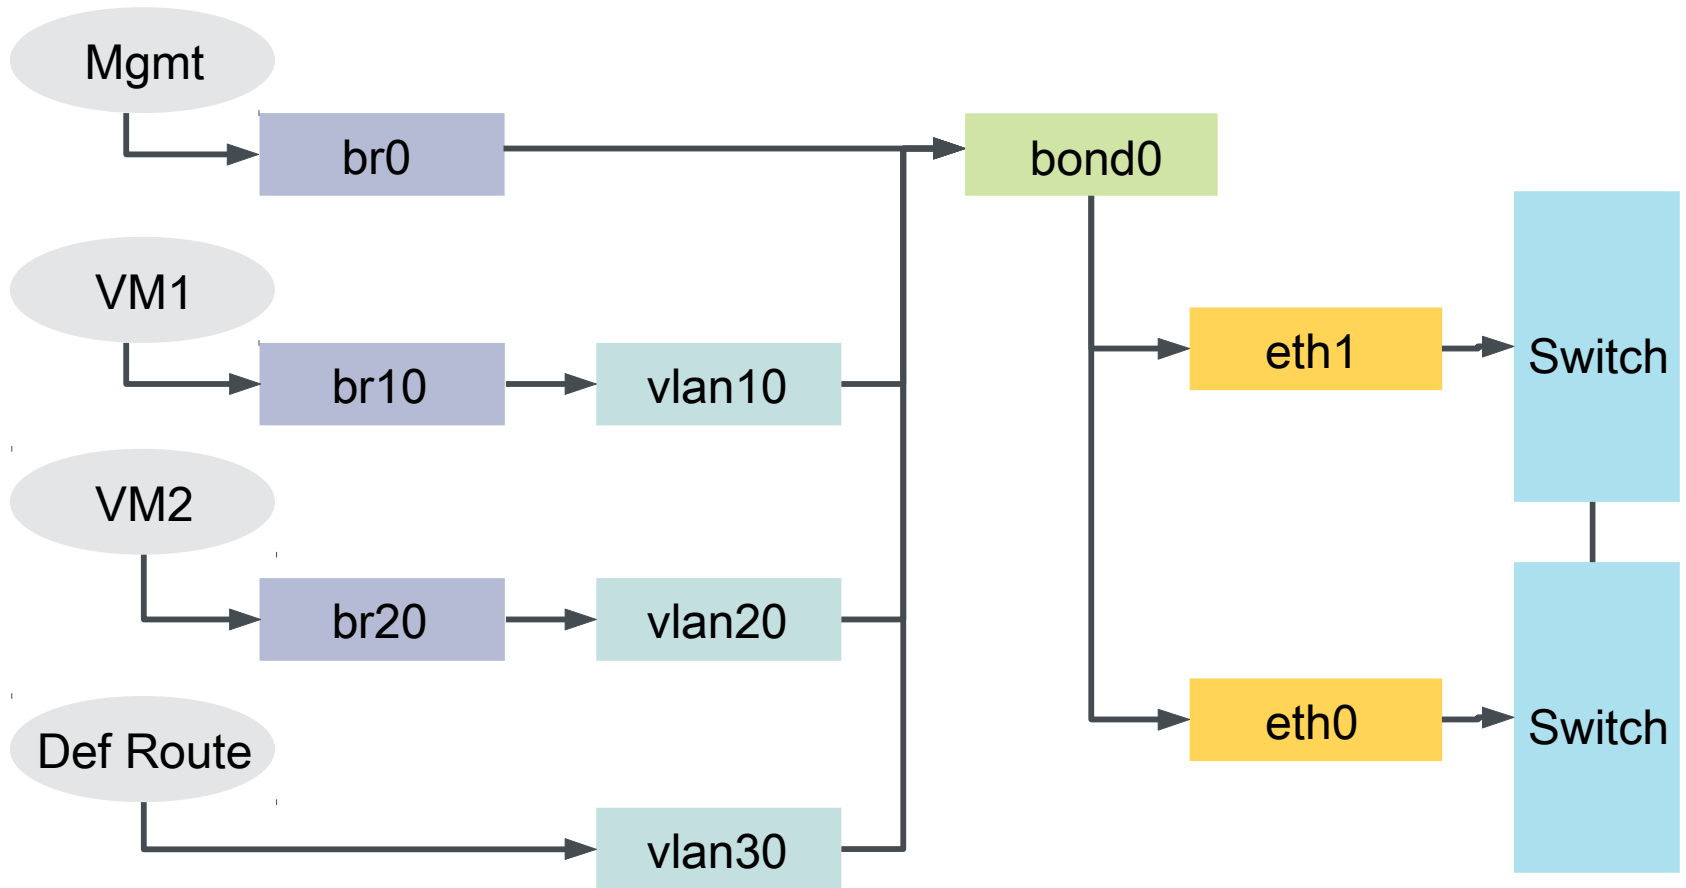 Mgmt
br0
bond0
VM1
br10
vlan10
eth1
Switch
VM2
br20
vlan20
Def Route
vlan30
eth0
Switch